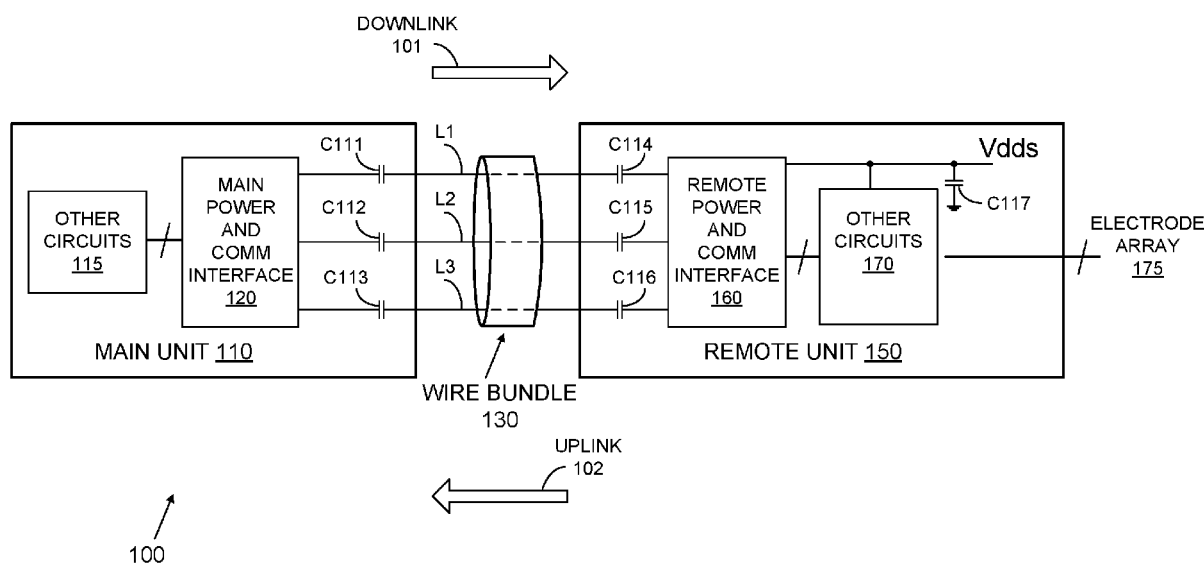 DOWNLINK
101
C111
L1
C114
Vdds
C117
MAIN
POWER
AND
COMM
INTERFACE
120
OTHER
CIRCUITS
115
C112
L2
C115
REMOTE
POWER
AND
COMM
INTERFACE
160
OTHER
CIRCUITS
170
ELECTRODE
ARRAY
175
C113
L3
C116
MAIN UNIT 110
REMOTE UNIT 150
WIRE BUNDLE
130
UPLINK
102
100